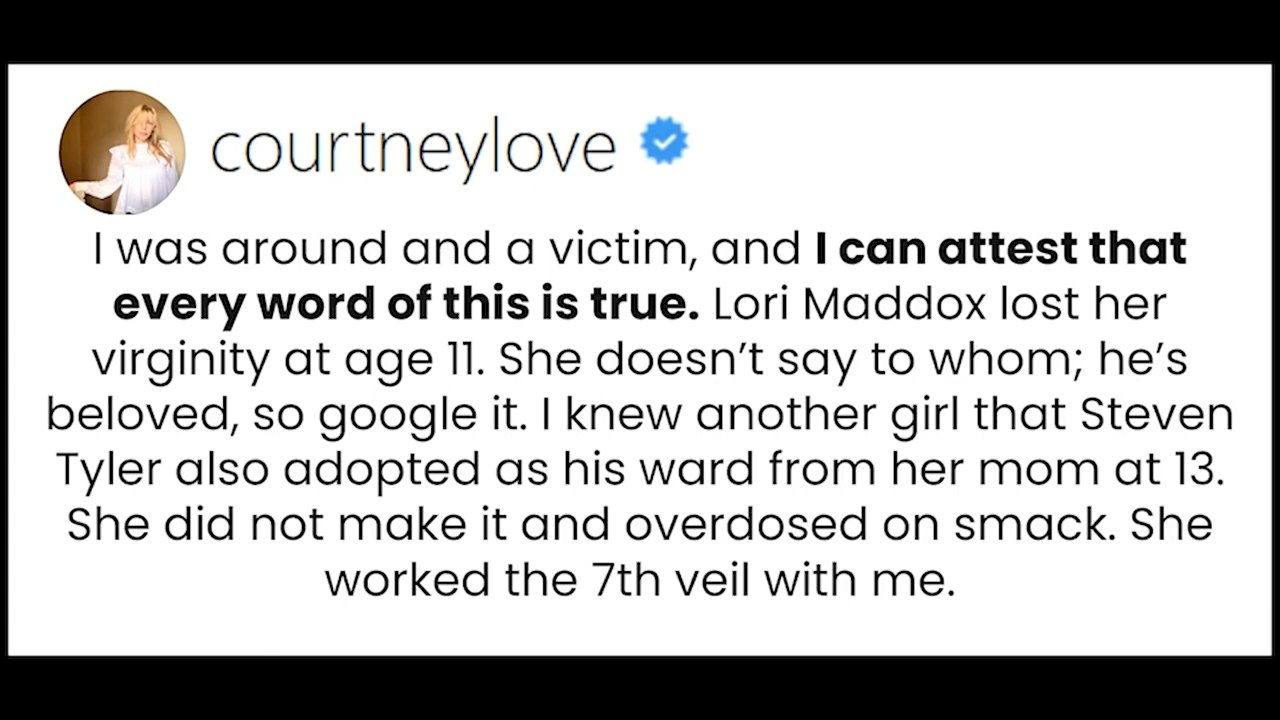 courtneylove
I was around and a victim, and I can attest that
every word of this is true. Lori Maddox lost her
virginity at age 11. She doesn’t say to whom; he’s
beloved, so google it. I knew another girl that Steven
Tyler also adopted as his ward from her mom at 13.
She did not make it and overdosed on smack. She
worked the 7th veil with me.